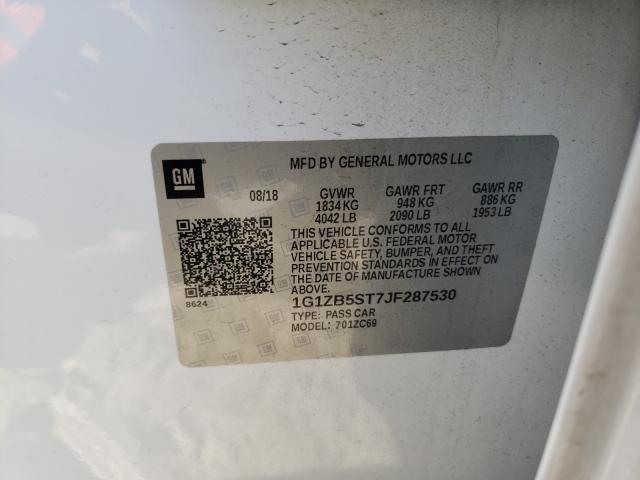 GM
MFD BY GENERAL MOTORS LLC
08/18 GVWR GAWR FRT GAWR RR
1834 KG 948 KG 886 KG
4042 LB 2090 LB 1953 LB
THIS VEHICLE CONFORMS TO ALL
APPLICABLE U.S. FEDERAL MOTOR
VEHICLE SAFETY, BUMPER, AND THEFT
PREVENTION STANDARDS IN EFFECT ON
THE DATE OF MANUFACTURE SHOWN
ABOVE.
8624
1G1ZB5ST7JF287530
TYPE: PASS CAR
MODEL: 701ZC69